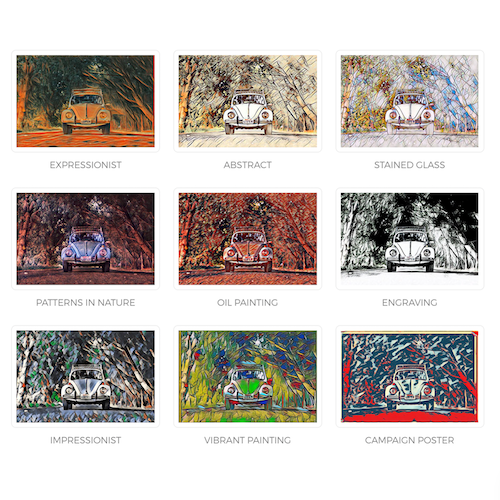 EXPRESSIONIST
ABSTRACT
STAINED GLASS
PATTERNS IN NATURE
OIL PAINTING
ENGRAVING
IMPRESSIONIST
VIBRANT PAINTING
CAMPAIGN POSTER